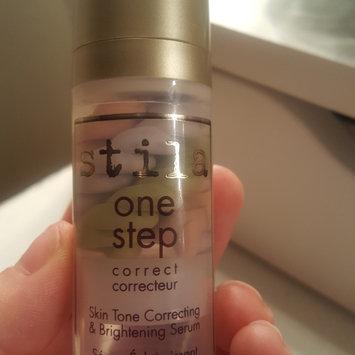 stila
one
step
correct
correcteur
Skin Tone Correcting
& Brightening Serum